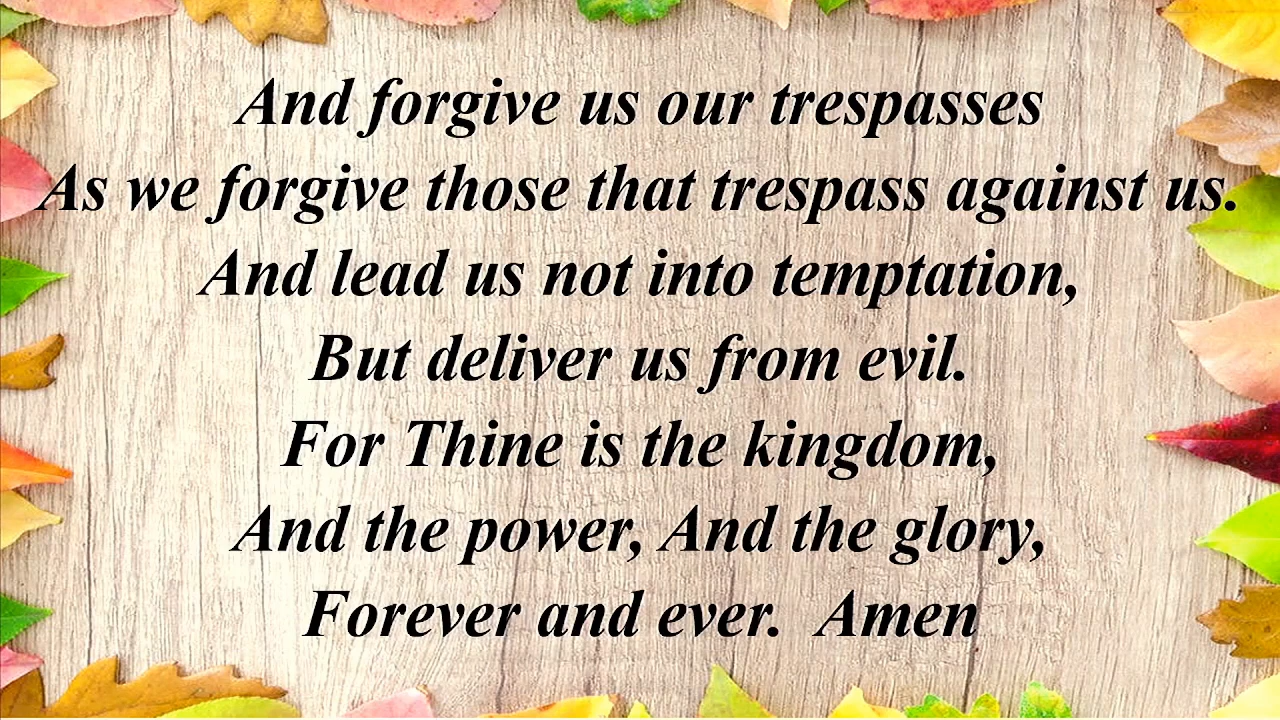 And forgive us our trespasses
As we forgive those that trespass against us.
And lead us not into temptation,
But deliver us from evil.
For Thine is the kingdom,
And the power, And the glory,
Forever and ever.  Amen